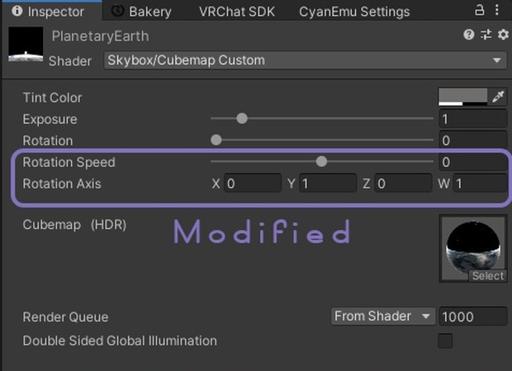 Inspector Bakery VRChat SDK CyanEmu Settings
PlanetaryEarth
Shader Skybox/Cubemap Custom
Tint Color
Exposure 1
Rotation 0
Rotation Speed 0
Rotation Axis X 0 Y 1 Z 0 W 1
Cubemap (HDR)
Modified
Select
Render Queue From Shader 1000
Double Sided Global Illumination